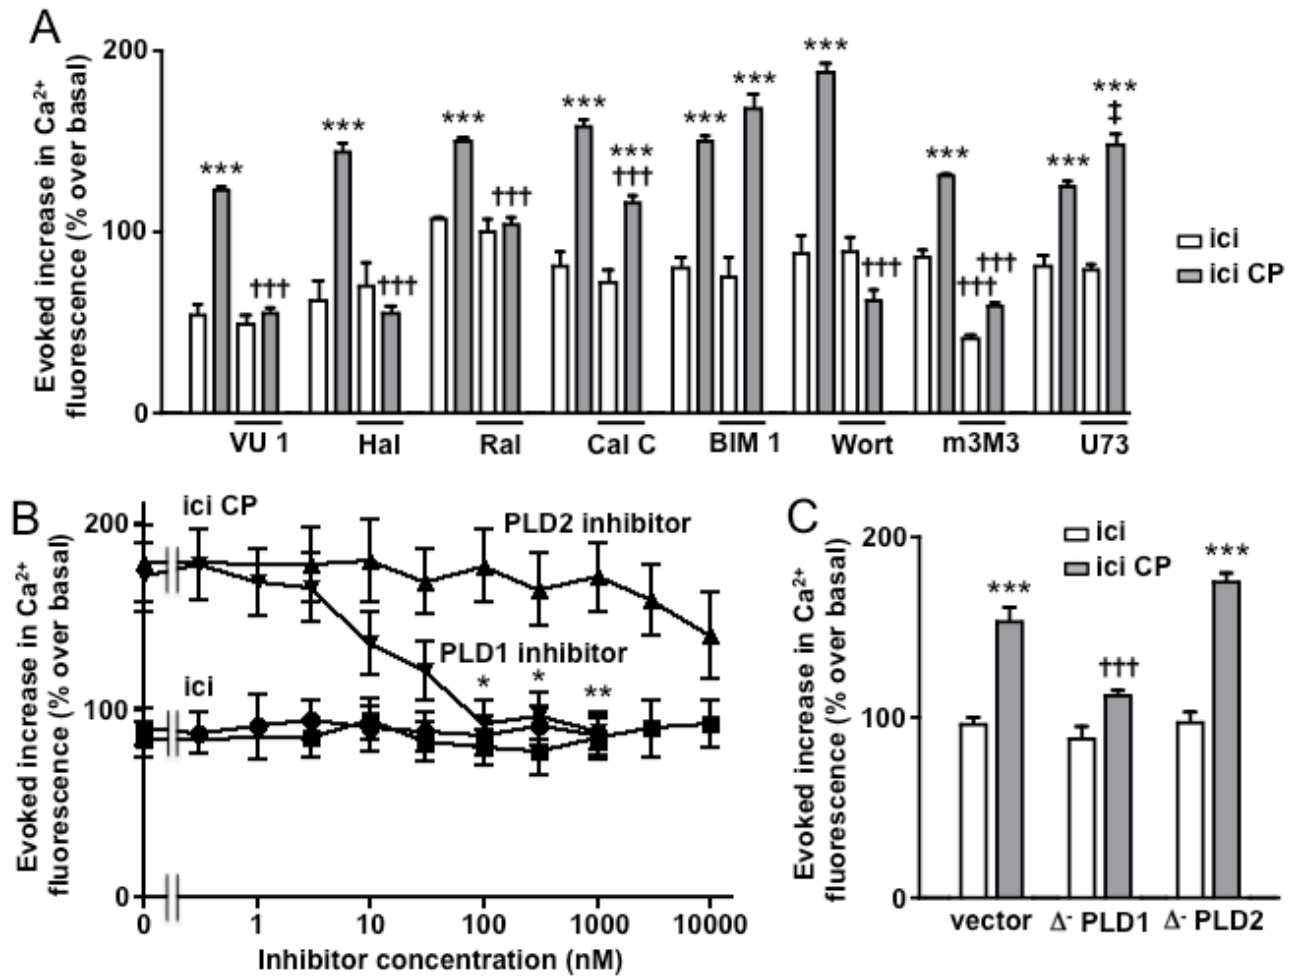 A
Evoked increase in Ca²⁺
fluorescence (% over basal)
200
100
0
***
†††
***
†††
***
†††
***
***
†††
***
***
***
†††
***
†††
†††
***
***
‡
VU 1 Hal Ral Cal C BIM 1 Wort m3M3 U73
ici
ici CP
B
Evoked increase in Ca²⁺
fluorescence (% over basal)
200
100
0
ici CP
PLD2 inhibitor
PLD1 inhibitor
ici
* * **
0 1 10 100 1000 10000
Inhibitor concentration (nM)
C
Evoked increase in Ca²⁺
fluorescence (% over basal)
200
100
0
ici
ici CP
***
†††
***
vector Δ- PLD1 Δ- PLD2